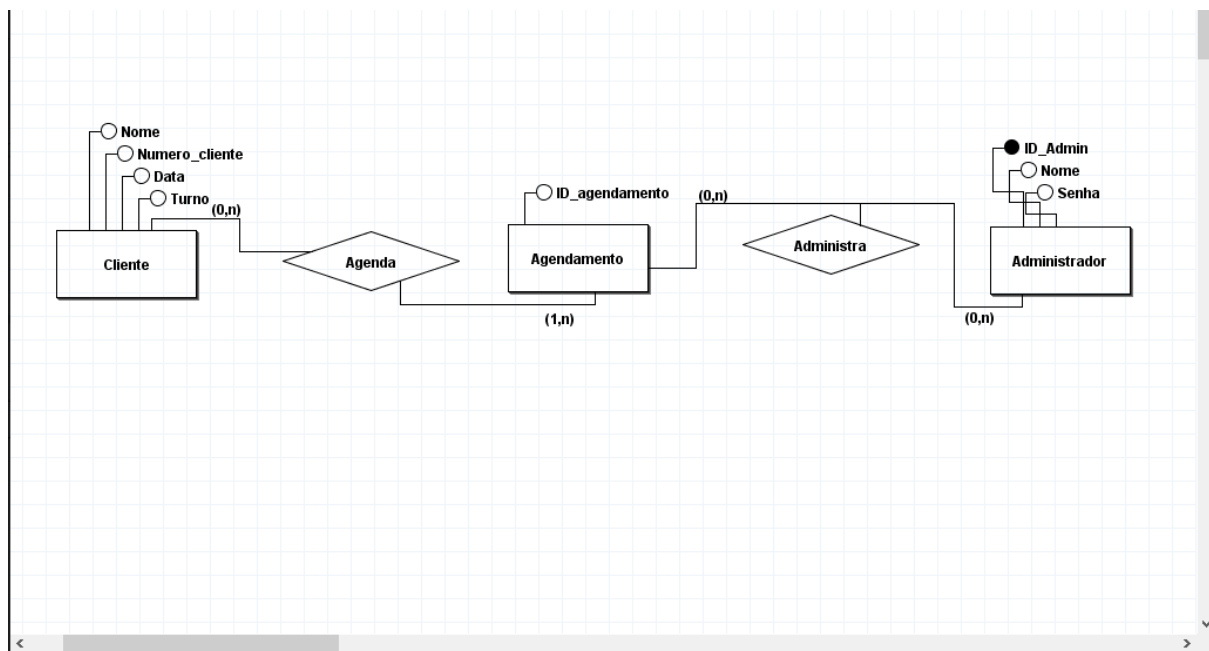 Nome
Numero_cliente
Data
Turno
(0,n)
Cliente
Agenda
(1,n)
ID_agendamento
Agendamento
(0,n)
Administra
ID_Admin
Nome
Senha
Administrador
(0,n)